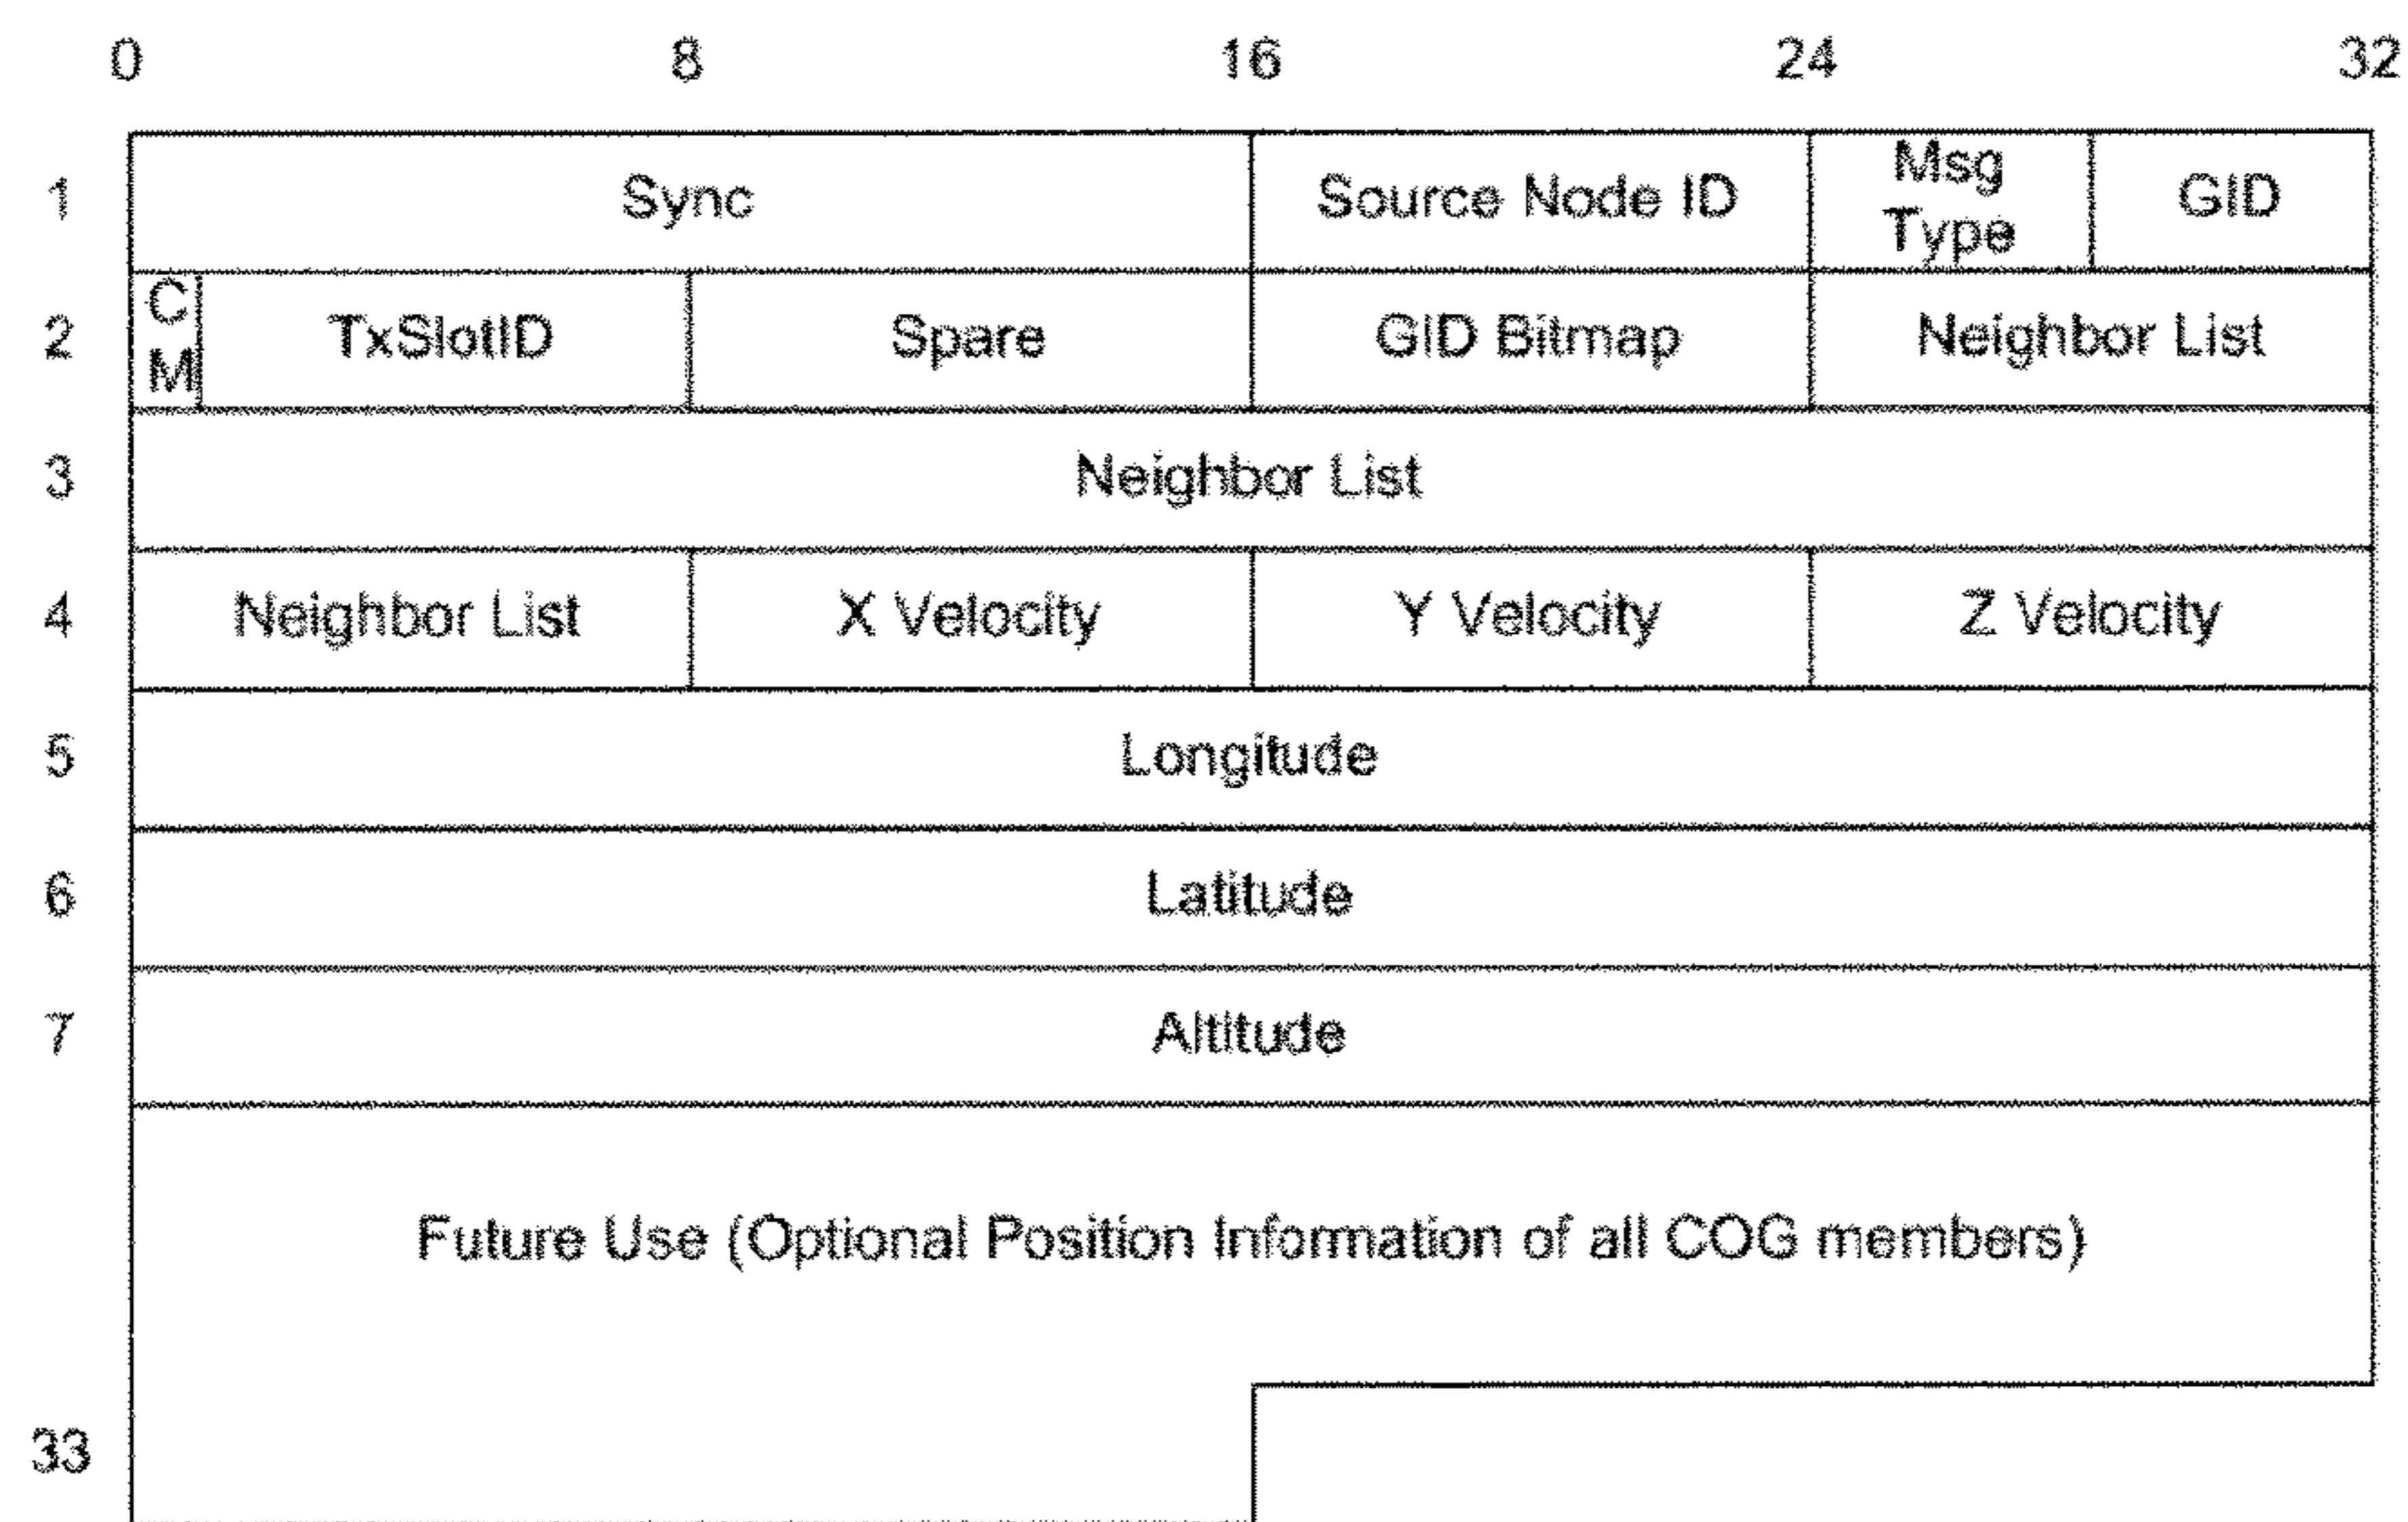 0 8 16 24 32
1 Sync Source Node ID Msg Type GID
2 C M TxSlotID Spare GID Bitmap Neighbor List
3 Neighbor List
4 Neighbor List X Velocity Y Velocity Z Velocity
5 Longitude
6 Latitude
7 Altitude
Future Use (Optional Position Information of all COG members)
33